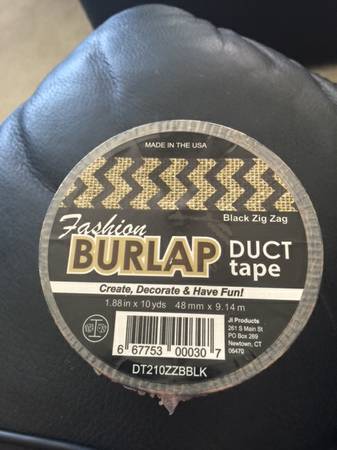 MADE IN THE USA
Black Zig Zag
Fashion
BURLAP DUCT tape
Create, Decorate & Have Fun!
1.88 in x 10 yds 48 mm x 9.14 m
JI Products
261 S Main St
PO Box 289
Newtown, CT
06470
6 67753 00030 7
DT210ZZBBLK